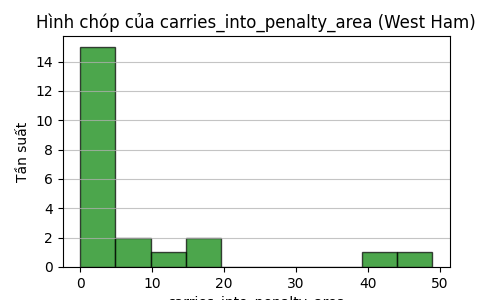 Hình chóp của carries_into_penalty_area (West Ham)
Tần suất
14
12
10
8
6
4
2
0
0 10 20 30 40 50
carries_into_penalty_area